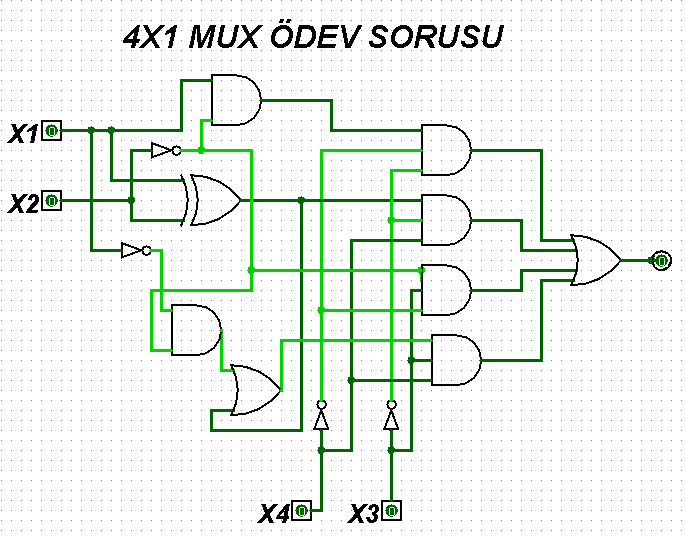 4X1 MUX ÖDEV SORUSU
X1
X2
X4 X3